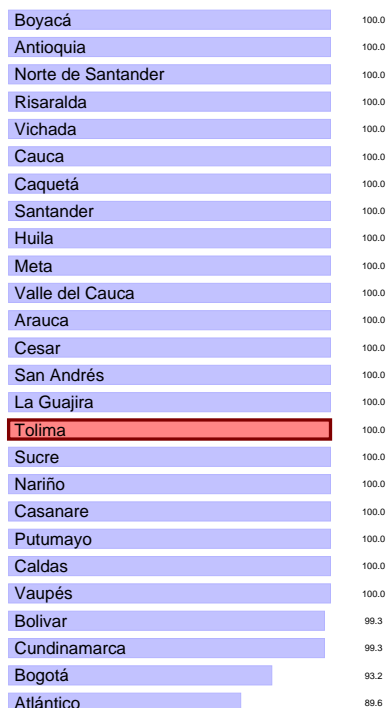 Boyacá 100.0
Antioquia 100.0
Norte de Santander 100.0
Risaralda 100.0
Vichada 100.0
Cauca 100.0
Caquetá 100.0
Santander 100.0
Huila 100.0
Meta 100.0
Valle del Cauca 100.0
Arauca 100.0
Cesar 100.0
San Andrés 100.0
La Guajira 100.0
Tolima 100.0
Sucre 100.0
Nariño 100.0
Casanare 100.0
Putumayo 100.0
Caldas 100.0
Vaupés 100.0
Bolivar 99.3
Cundinamarca 99.3
Bogotá 93.2
Atlántico 89.6